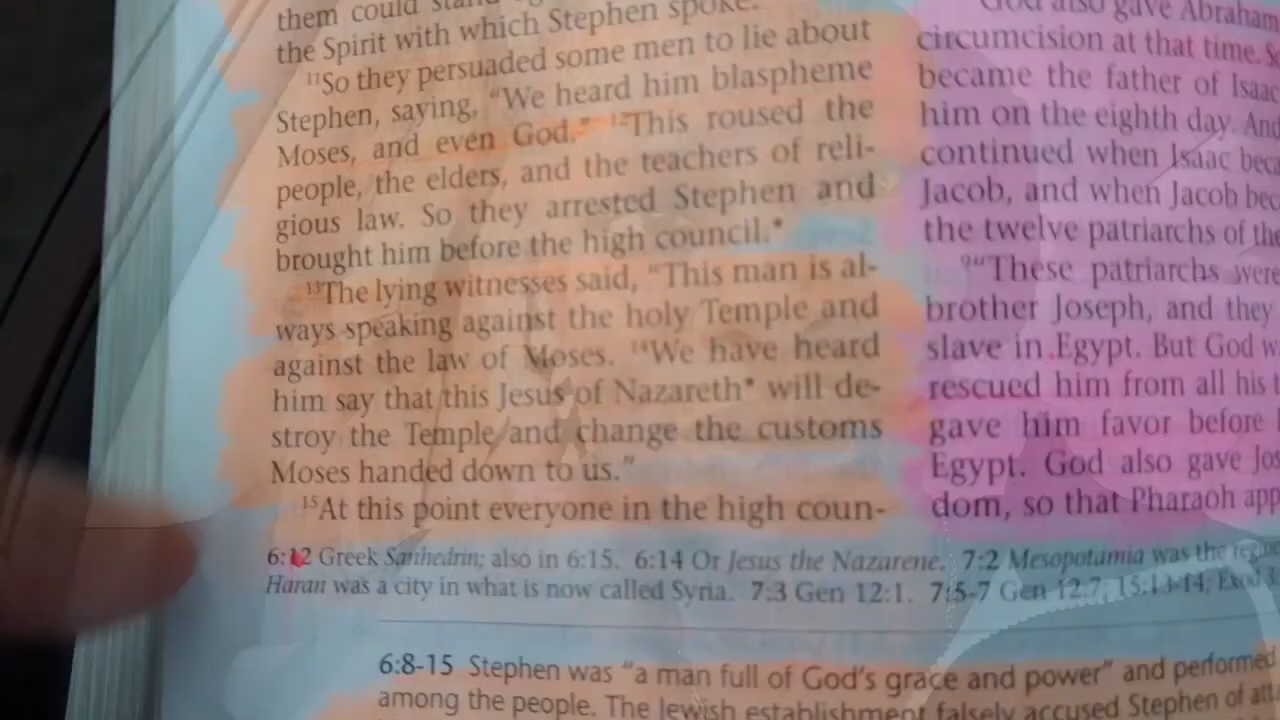 them could
the Spirit with which Stephen spoke.
11So they persuaded some men to lie about
Stephen, saying, “We heard him blaspheme
Moses, and even God.” 12This roused the
people, the elders, and the teachers of reli-
gious law. So they arrested Stephen and
brought him before the high council.*
13The lying witnesses said, “This man is al-
ways speaking against the holy Temple and
against the law of Moses. 14We have heard
him say that this Jesus of Nazareth* will de-
stroy the Temple and change the customs
Moses handed down to us.”
15At this point everyone in the high coun-
God also gave Abraham
circumcision at that time.
became the father of Isaac
him on the eighth day. And
continued when Isaac
Jacob, and when Jacob
the twelve patriarchs of the
9“These patriarchs were
brother Joseph, and they
slave in Egypt. But God
rescued him from all his
gave him favor before
Egypt. God also gave
dom, so that Pharaoh
6:12 Greek Sanhedrin; also in 6:15. 6:14 Or Jesus the Nazarene. 7:2 Mesopotamia was the
Haran was a city in what is now called Syria. 7:3 Gen 12:1. 7:5-7 Gen 12:7; 15:13-14; Exod
6:8-15 Stephen was “a man full of God’s grace and power” and performed
among the people. The Jewish establishment falsely accused Stephen of